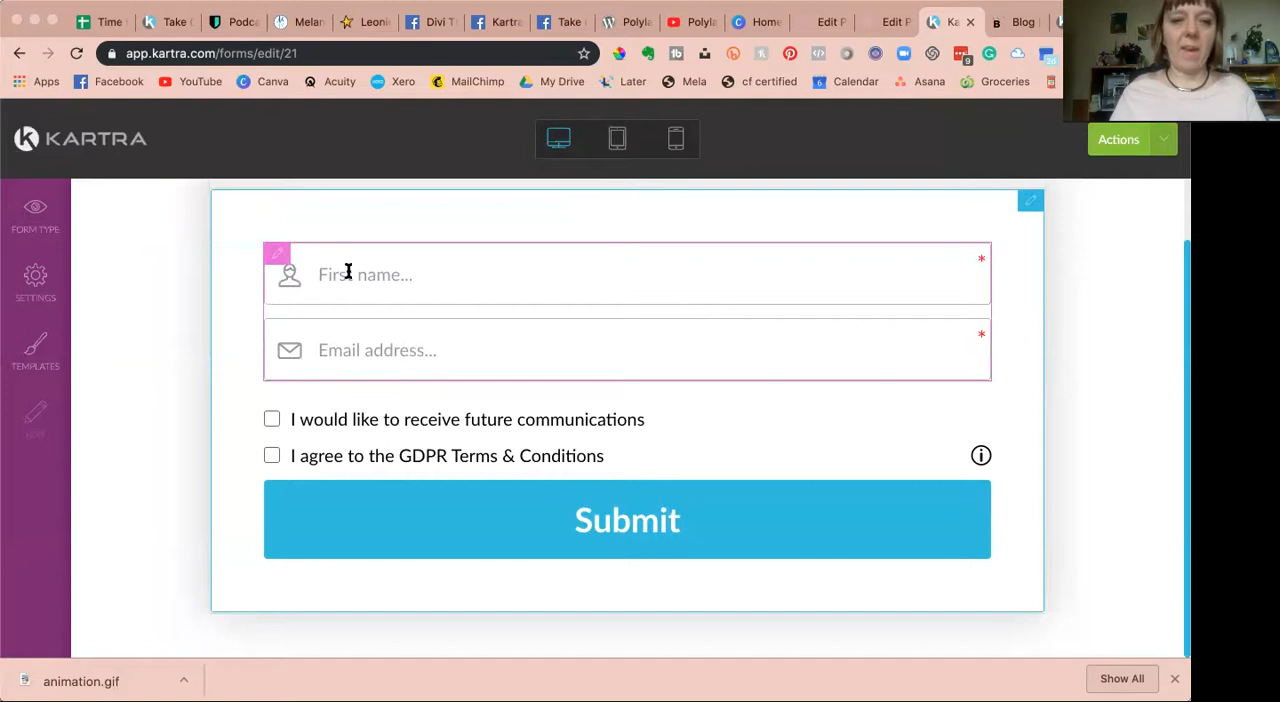 Time Take ( Podca Melan Leoni Divi T Kartra Take Polyla Polyla Home Edit P Edit P Ka Blog
app.kartra.com/forms/edit/21
Apps Facebook YouTube Canva Acuity Xero MailChimp My Drive Later Mela cf certified Calendar Asana Groceries
KARTRA
Actions
FORM TYPE
SETTINGS
TEMPLATES
EDIT
First name...
*
Email address...
*
I would like to receive future communications
I agree to the GDPR Terms & Conditions
Submit
animation.gif
Show All